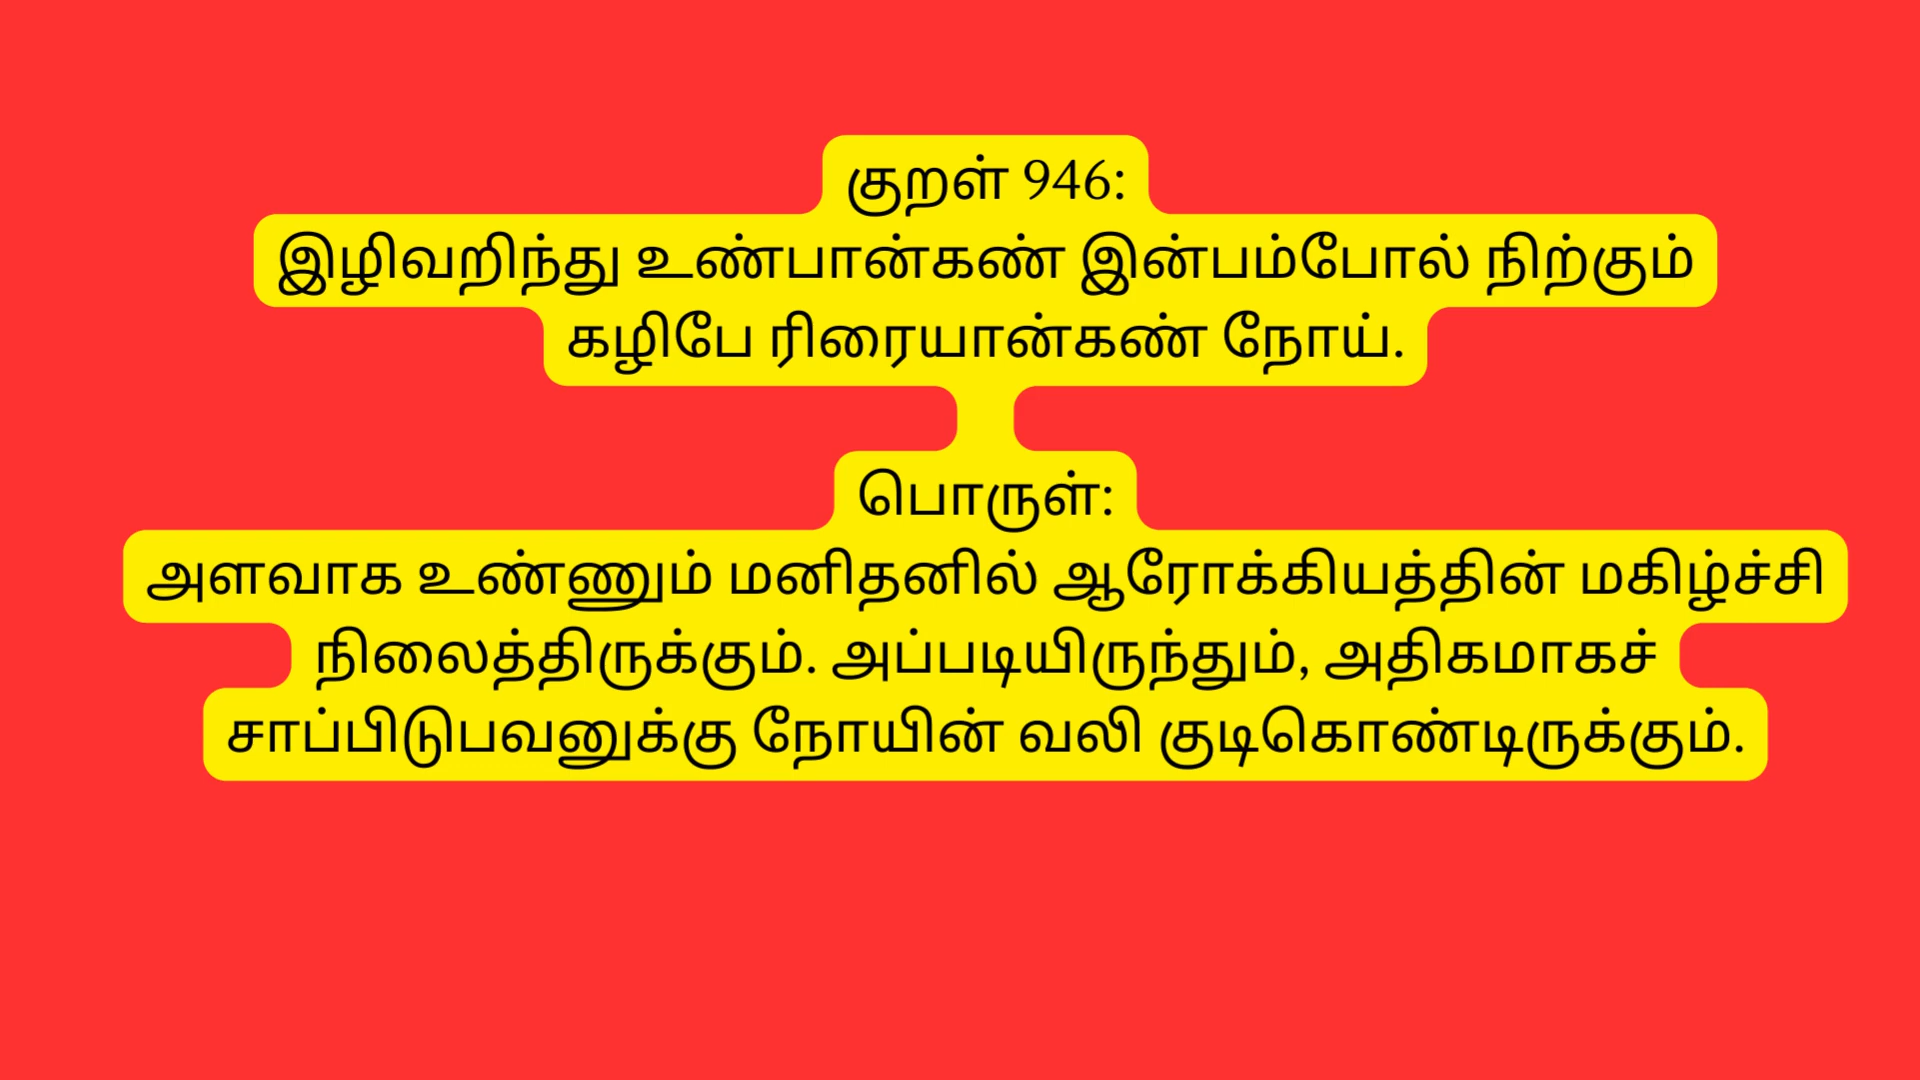 குறள் 946:
இழிவறிந்து உண்பான்கண் இன்பம்போல் நிற்கும்
கழிபே ரிரையான்கண் நோய்.
பொருள்:
அளவாக உண்ணும் மனிதனில் ஆரோக்கியத்தின் மகிழ்ச்சி
நிலைத்திருக்கும். அப்படியிருந்தும், அதிகமாகச்
சாப்பிடுபவனுக்கு நோயின் வலி குடிகொண்டிருக்கும்.